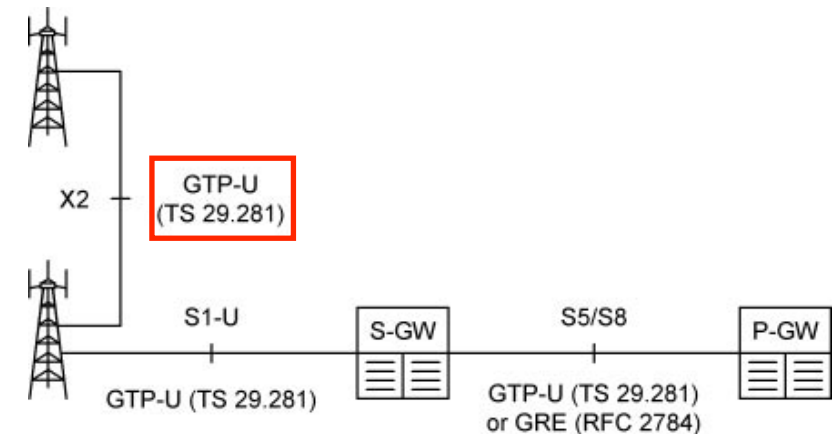 X2
GTP-U
(TS 29.281)
S1-U
S-GW
S5/S8
P-GW
GTP-U (TS 29.281)
GTP-U (TS 29.281)
or GRE (RFC 2784)